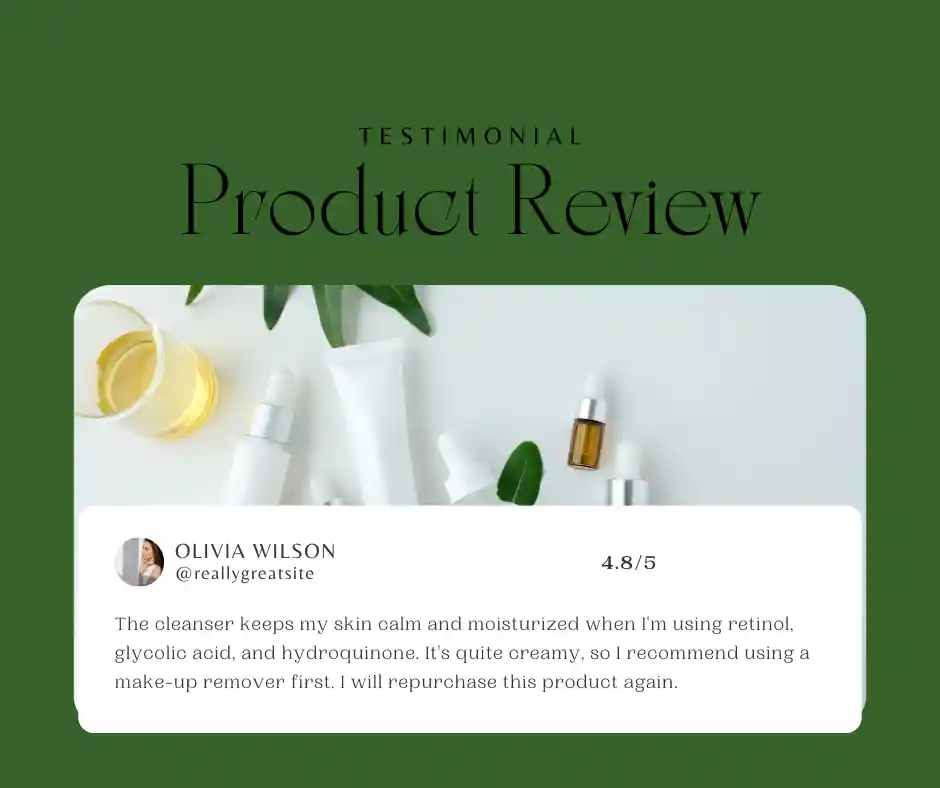 TESTIMONIAL
Product Review
OLIVIA WILSON
@reallygreatsite
4.8/5
The cleanser keeps my skin calm and moisturized when I'm using retinol,
glycolic acid, and hydroquinone. It's quite creamy, so I recommend using a
make-up remover first. I will repurchase this product again.